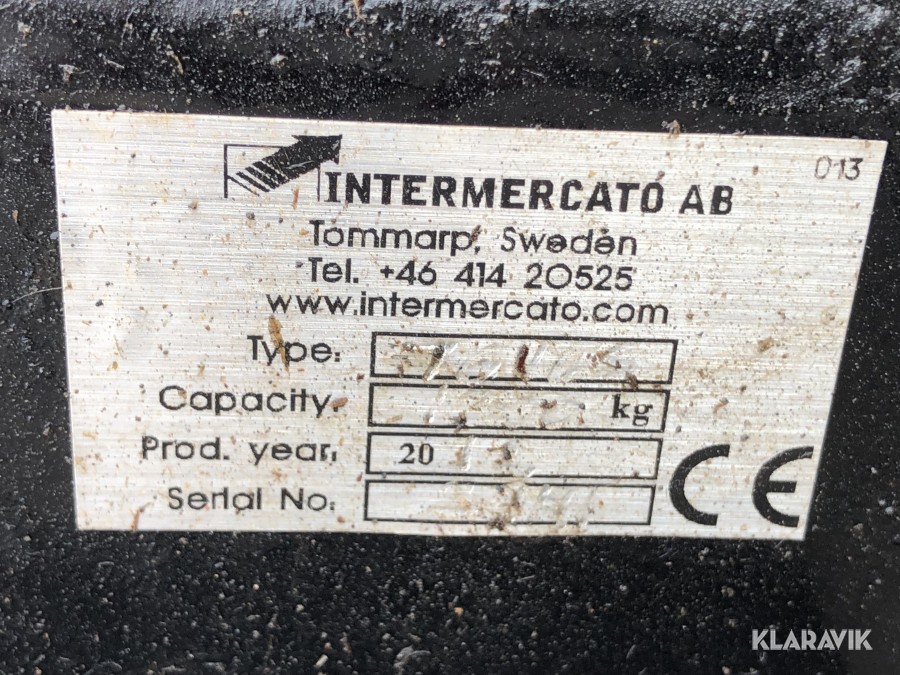 013
INTERMERCATO AB
Tommarp, Sweden
Tel. +46 414 20525
www.intermercato.com
Type:
Capacity: kg
Prod. year: 20
Serial No:
CE
KLARAVIK